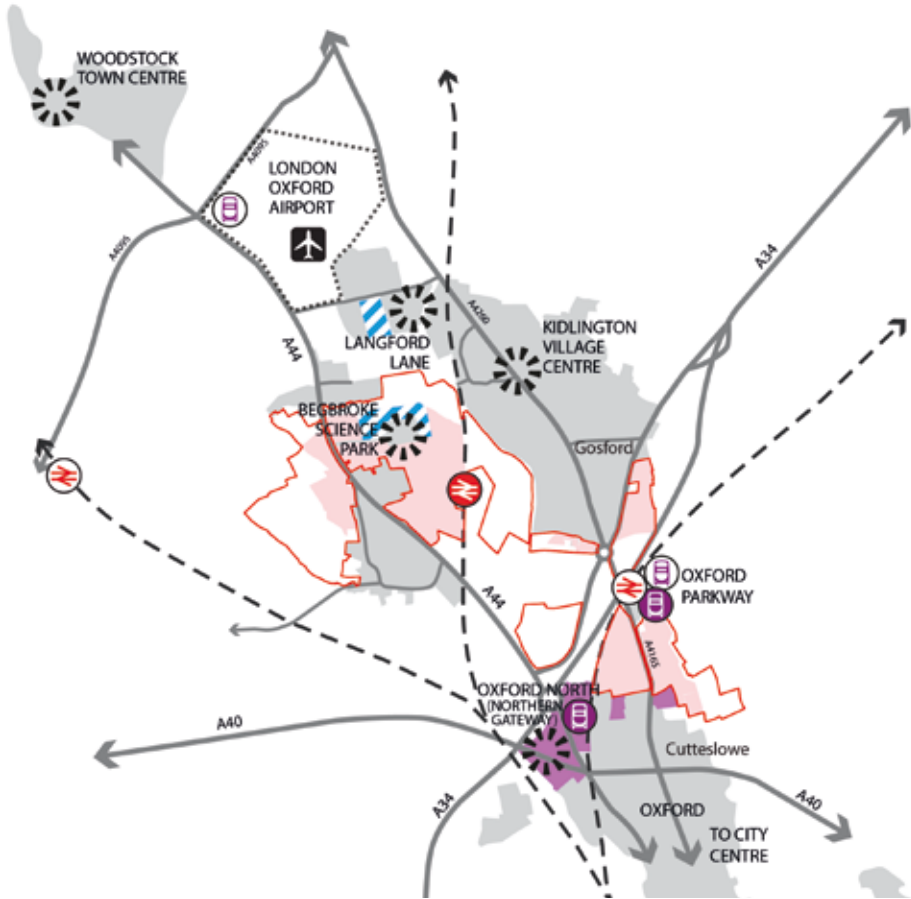 WOODSTOCK
TOWN CENTRE
A4095
LONDON
OXFORD
AIRPORT
A4095
A34
A4260
KIDLINGTON
VILLAGE
CENTRE
LANGFORD
LANE
A44
BEGBROKE
SCIENCE
PARK
Gosford
OXFORD
PARKWAY
A44
A4165
OXFORD NORTH
(NORTHERN
GATEWAY)
A40
Cutteslowe
A34
OXFORD
A40
TO CITY
CENTRE